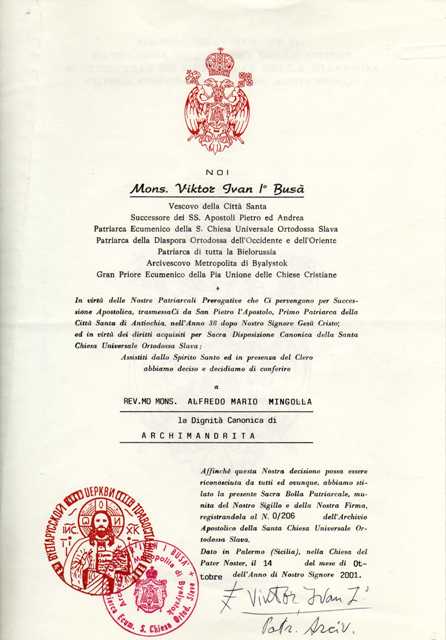 NOI
Mons. Viktor Ivan I° Busà
Vescovo della Città Santa
Successore dei SS. Apostoli Pietro ed Andrea
Patriarca Ecumenico della S. Chiesa Universale Ortodossa Slava
Patriarca della Diaspora Ortodossa dell'Occidente e dell'Oriente
Patriarca di tutta la Bielorussia
Arcivescovo Metropolita di Byalystok
Gran Priore Ecumenico della Pia Unione delle Chiese Cristiane
In virtù delle Nostre Patriarcali Prerogative che Ci pervengono per Succes-
sione Apostolica, trasmessaCi da San Pietro l'Apostolo, Primo Patriarca della
Città Santa di Antiochia, nell'Anno 38 dopo Nostro Signore Gesù Cristo;
ed in virtù dei diritti acquisiti per Sacra Disposizione Canonica della Santa
Chiesa Universale Ortodossa Slava;
Assistiti dallo Spirito Santo ed in presenza del Clero
abbiamo deciso e decidiamo di conferire
a
REV.MO MONS. ALFREDO MARIO MINGOLLA
la Dignità Canonica di
ARCHIMANDRITA
Affinché questa Nostra decisione possa essere
riconosciuta da tutti ed ovunque, abbiamo sti-
lato la presente Sacra Bolla Patriarcale, mu-
nita del Nostro Sigillo e della Nostra Firma,
registrandola al N. 0/206 dell'Archivio
Apostolico della Santa Chiesa Universale Or-
todossa Slava.
Dato in Palermo (Sicilia), nella Chiesa del
Pater Noster, il 14 del mese di Ot-
tobre dell'Anno di Nostro Signore 2001.
Viktor Ivan I°
Patr. Arciv.